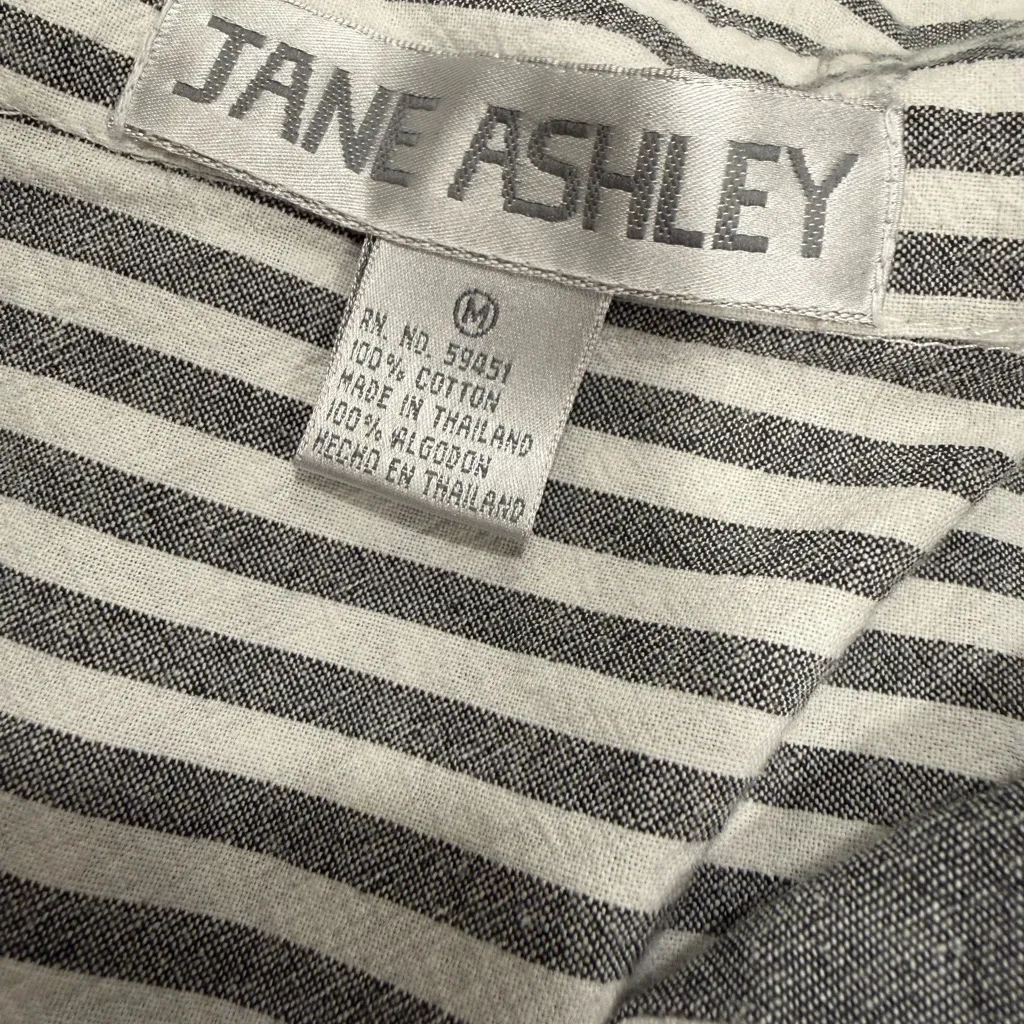 JANE ASHLEY
M
RN. NO. 59451
100% COTTON
MADE IN THAILAND
100% ALGODON
HECHO EN THAILAND